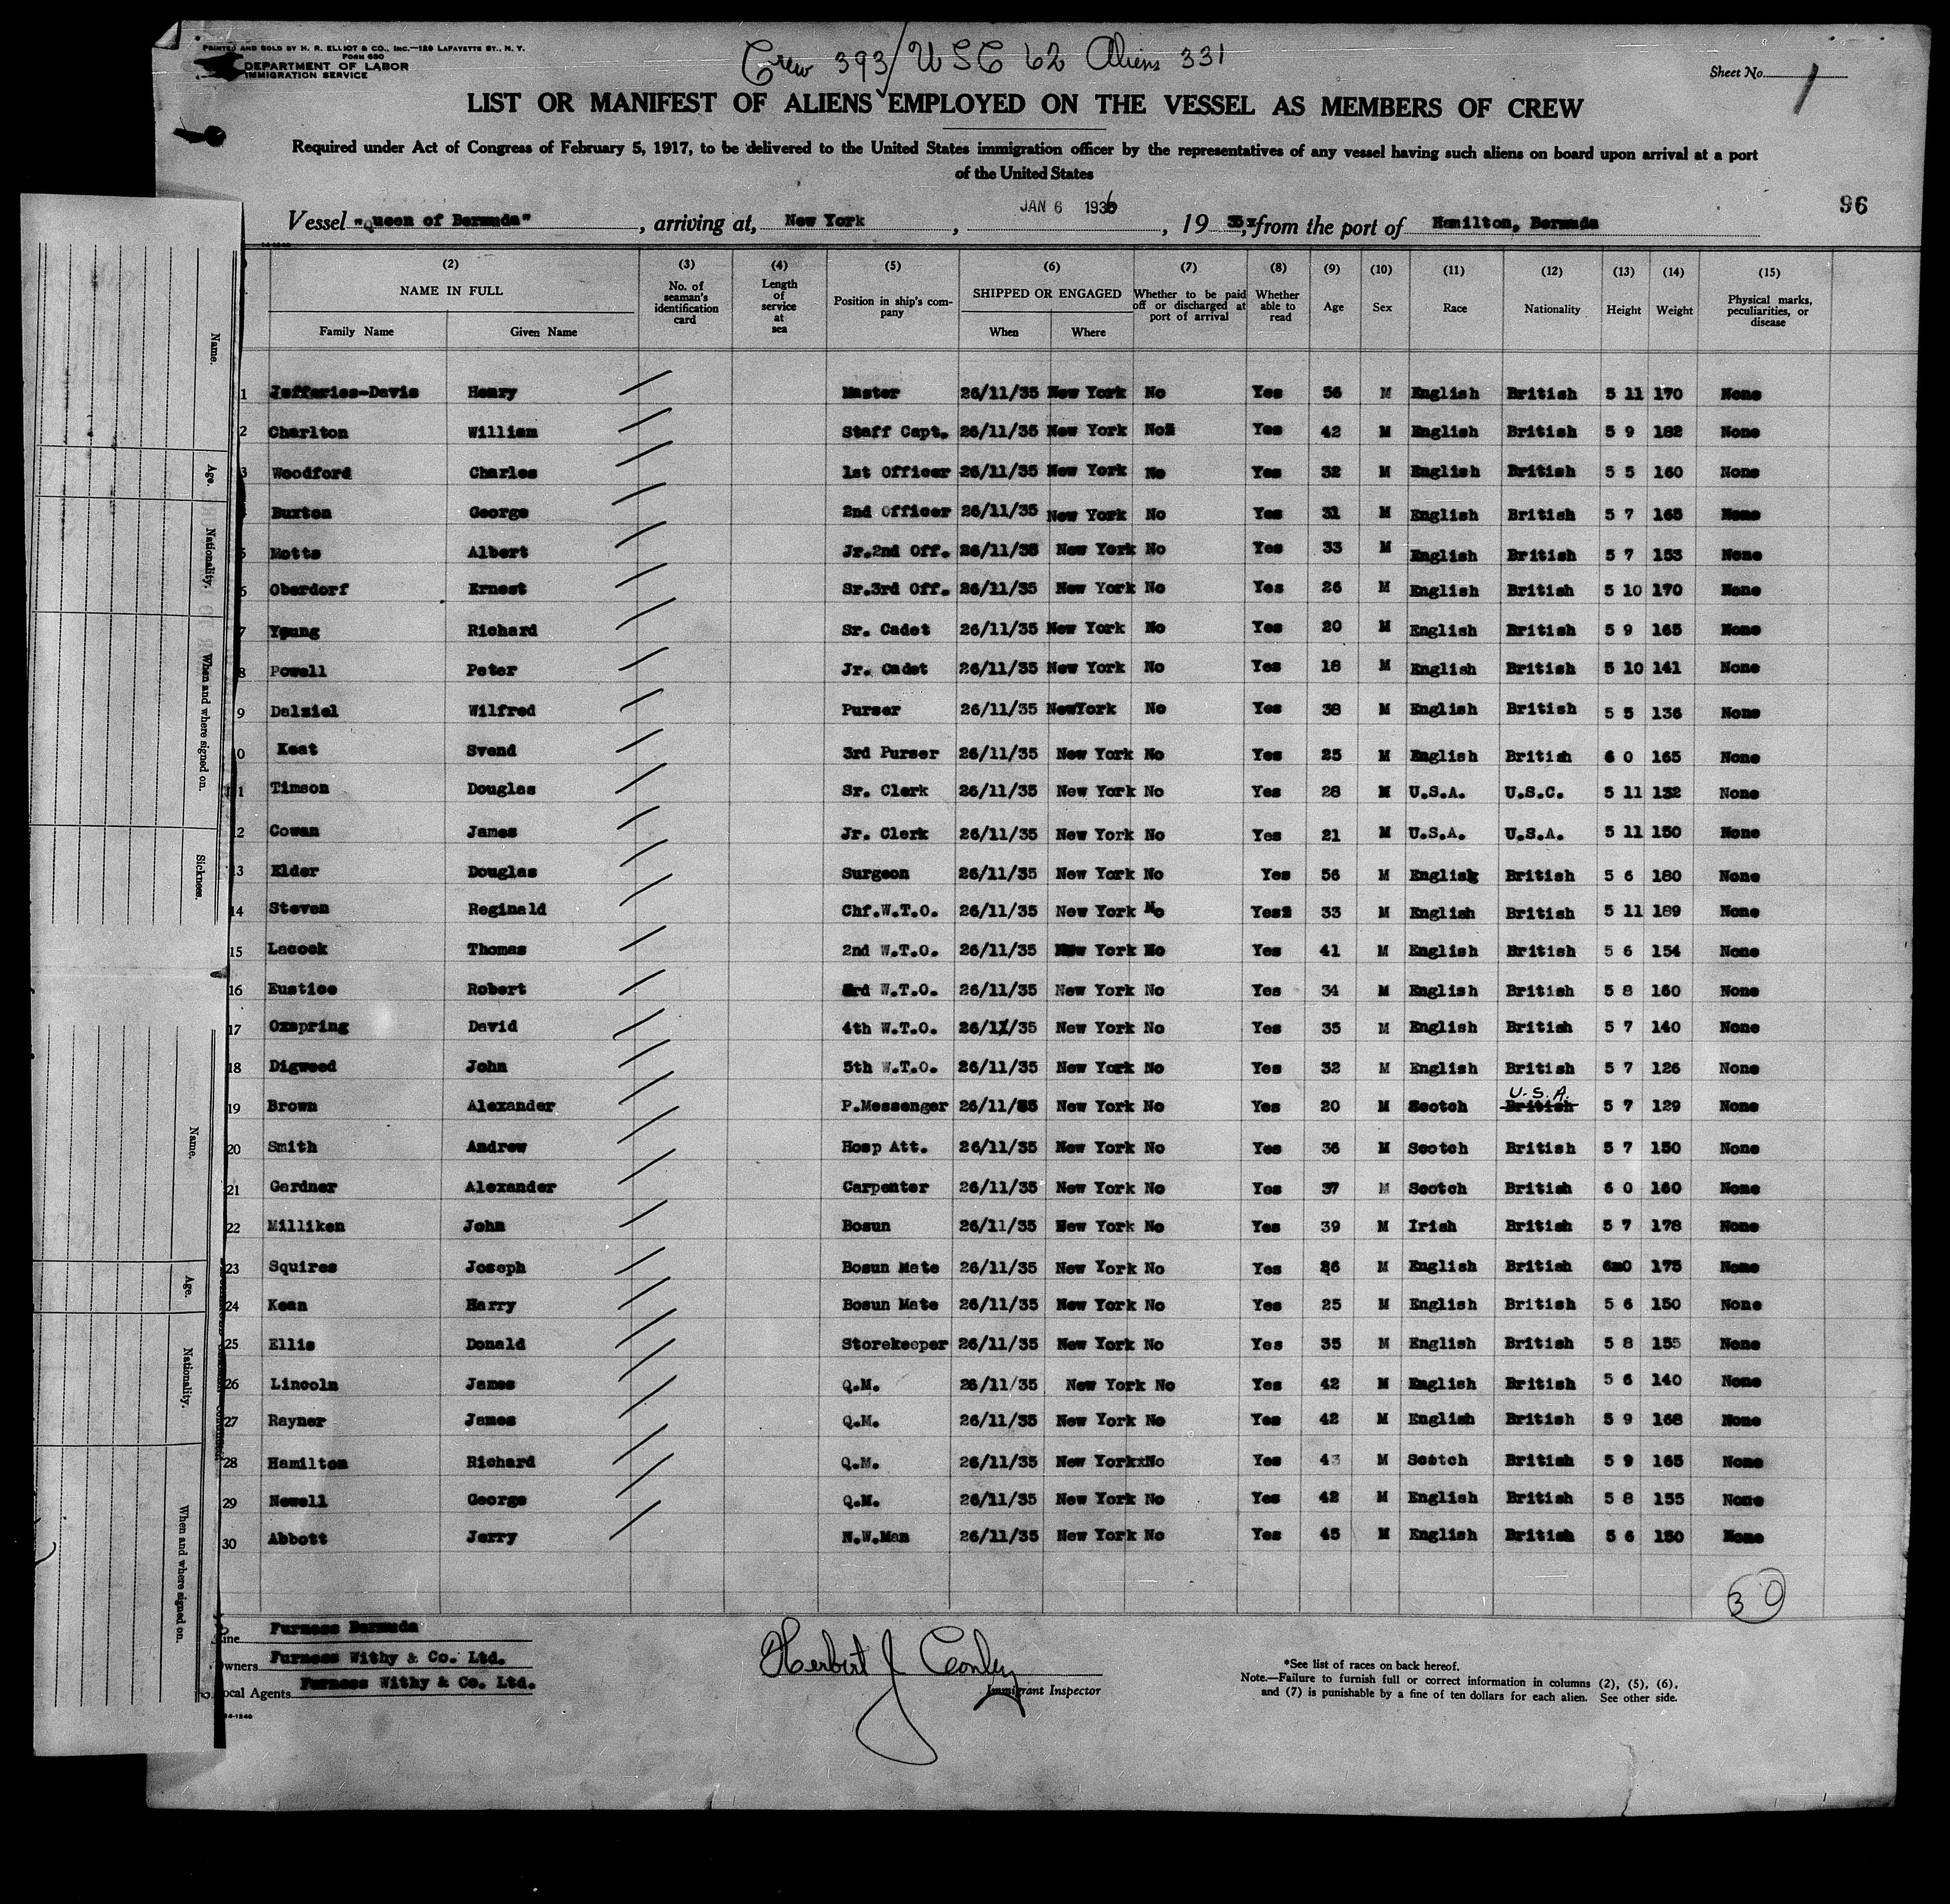 PRINTED AND SOLD BY H. R. ELLIOT & CO., INC.—129 LAFAYETTE ST., N. Y.
FORM 680
DEPARTMENT OF LABOR
IMMIGRATION SERVICE
Crew 393/ USC 62 Aliens 331
Sheet No. 1
LIST OR MANIFEST OF ALIENS EMPLOYED ON THE VESSEL AS MEMBERS OF CREW
Required under Act of Congress of February 5, 1917, to be delivered to the United States immigration officer by the representatives of any vessel having such aliens on board upon arrival at a port
of the United States
JAN 6 1936
96
Vessel "Queen of Bermuda", arriving at, New York, , 19 35, from the port of Hamilton, Bermuda
(2) (3) (4) (5) (6) (7) (8) (9) (10) (11) (12) (13) (14) (15)
NAME IN FULL No. of seaman's identification card Length of service at sea Position in ship's company SHIPPED OR ENGAGED Whether to be paid off or discharged at port of arrival Whether able to read Age Sex Race Nationality Height Weight Physical marks, peculiarities, or disease
Family Name Given Name When Where
1 Jefferies-Davis Henry Master 26/11/35 New York No Yes 56 M English British 5 11 170 None
2 Charlton William Staff Capt. 26/11/35 New York No Yes 42 M English British 5 9 182 None
3 Woodford Charles 1st Officer 26/11/35 New York No Yes 32 M English British 5 5 160 None
Buxton George 2nd Officer 26/11/35 New York No Yes 31 M English British 5 7 165 None
5 Motts Albert Jr.2nd Off. 26/11/35 New York No Yes 33 M English British 5 7 153 None
6 Oberdorf Ernest Sr.3rd Off. 26/11/35 New York No Yes 26 M English British 5 10 170 None
7 Young Richard Sr. Cadet 26/11/35 New York No Yes 20 M English British 5 9 165 None
8 Powell Peter Jr. Cadet 26/11/35 New York No Yes 18 M English British 5 10 141 None
9 Dalziel Wilfred Purser 26/11/35 NewYork No Yes 38 M English British 5 5 136 None
0 Keat Svend 3rd Purser 26/11/35 New York No Yes 25 M English British 6 0 165 None
1 Timson Douglas Sr. Clerk 26/11/35 New York No Yes 28 M U.S.A. U.S.C. 5 11 132 None
2 Cowan James Jr. Clerk 26/11/35 New York No Yes 21 M U.S.A. U.S.A. 5 11 150 None
13 Elder Douglas Surgeon 26/11/35 New York No Yes 56 M English British 5 6 180 None
14 Steven Reginald Chf.W.T.O. 26/11/35 New York No Yes 33 M English British 5 11 189 None
15 Lacock Thomas 2nd W.T.O. 26/11/35 New York No Yes 41 M English British 5 6 154 None
16 Eustice Robert 3rd W.T.O. 26/11/35 New York No Yes 34 M English British 5 8 160 None
17 Oxspring David 4th W.T.O. 26/11/35 New York No Yes 35 M English British 5 7 140 None
18 Digweed John 5th W.T.O. 26/11/35 New York No Yes 32 M English British 5 7 126 None
19 Brown Alexander P.Messenger 26/11/35 New York No Yes 20 M Scotch British U.S.A. 5 7 129 None
20 Smith Andrew Hosp Att. 26/11/35 New York No Yes 36 M Scotch British 5 7 150 None
21 Gardner Alexander Carpenter 26/11/35 New York No Yes 37 M Scotch British 6 0 160 None
22 Milliken John Bosun 26/11/35 New York No Yes 39 M Irish British 5 7 178 None
23 Squires Joseph Bosun Mate 26/11/35 New York No Yes 26 M English British 6 0 175 None
24 Kean Harry Bosun Mate 26/11/35 New York No Yes 25 M English British 5 6 150 None
25 Ellis Donald Storekeeper 26/11/35 New York No Yes 35 M English British 5 8 155 None
26 Lincoln James Q.M. 26/11/35 New York No Yes 42 M English British 5 6 140 None
27 Rayner James Q.M. 26/11/35 New York No Yes 42 M English British 5 9 168 None
28 Hamilton Richard Q.M. 26/11/35 New YorkxNo Yes 43 M Scotch British 5 9 165 None
29 Newell George Q.M. 26/11/35 New York No Yes 42 M English British 5 8 155 None
30 Abbott Jerry N.W.Man 26/11/35 New York No Yes 45 M English British 5 6 150 None
30
Line Furness Bermuda
Owners Furness Withy & Co. Ltd.
Local Agents Furness Withy & Co. Ltd.
14-1240
Herbert J Conley
Immigrant Inspector
*See list of races on back hereof.
Note.—Failure to furnish full or correct information in columns (2), (5), (6),
and (7) is punishable by a fine of ten dollars for each alien. See other side.
Name.
Age.
Nationality.
When and where signed on.
Sickness.
Name.
Age.
Nationality.
When and where signed on.